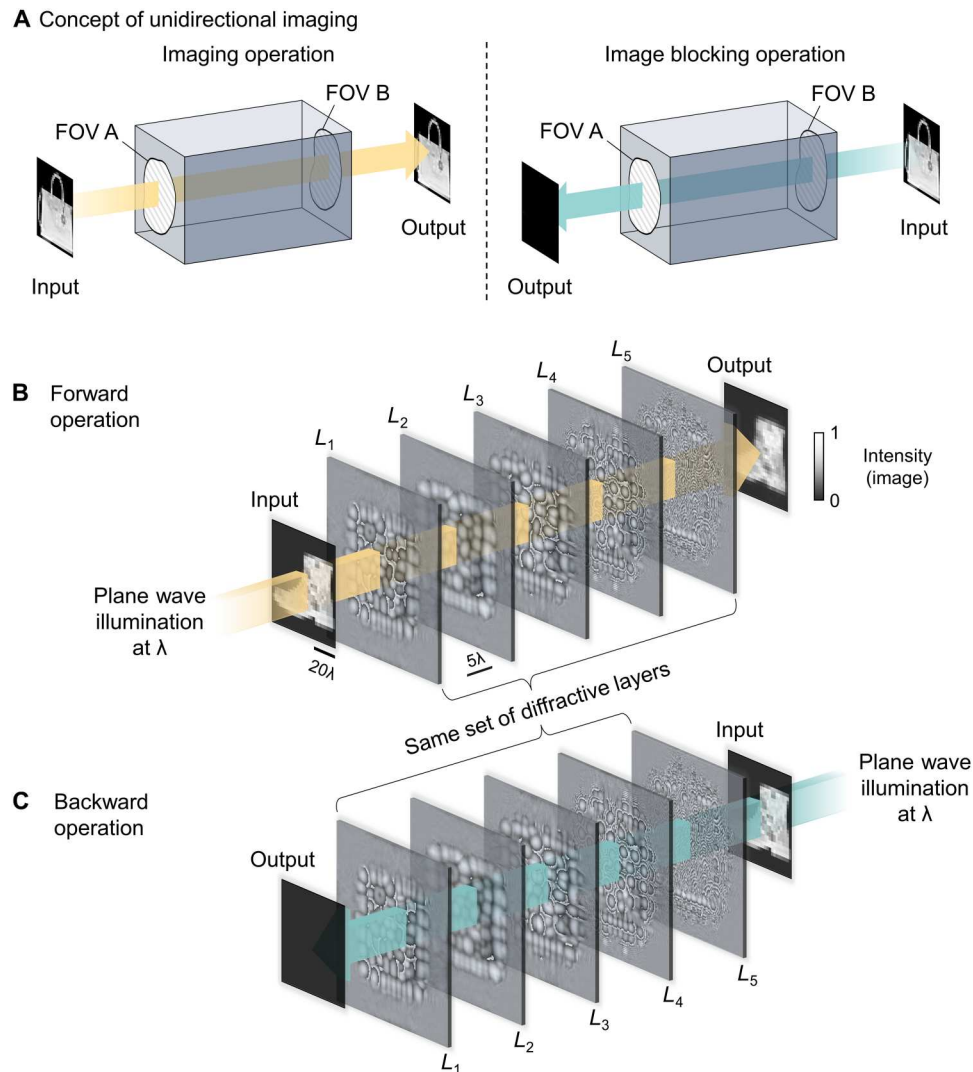 A Concept of unidirectional imaging
Imaging operation
Image blocking operation
FOV B
FOV A
Input
Output
FOV B
FOV A
Input
Output
B Forward
operation
L1
L2
L3
L4
L5
Output
1
0
Intensity
(image)
Input
Plane wave
illumination
at λ
20λ
5λ
Same set of diffractive layers
C Backward
operation
Input
Plane wave
illumination
at λ
Output
L1
L2
L3
L4
L5